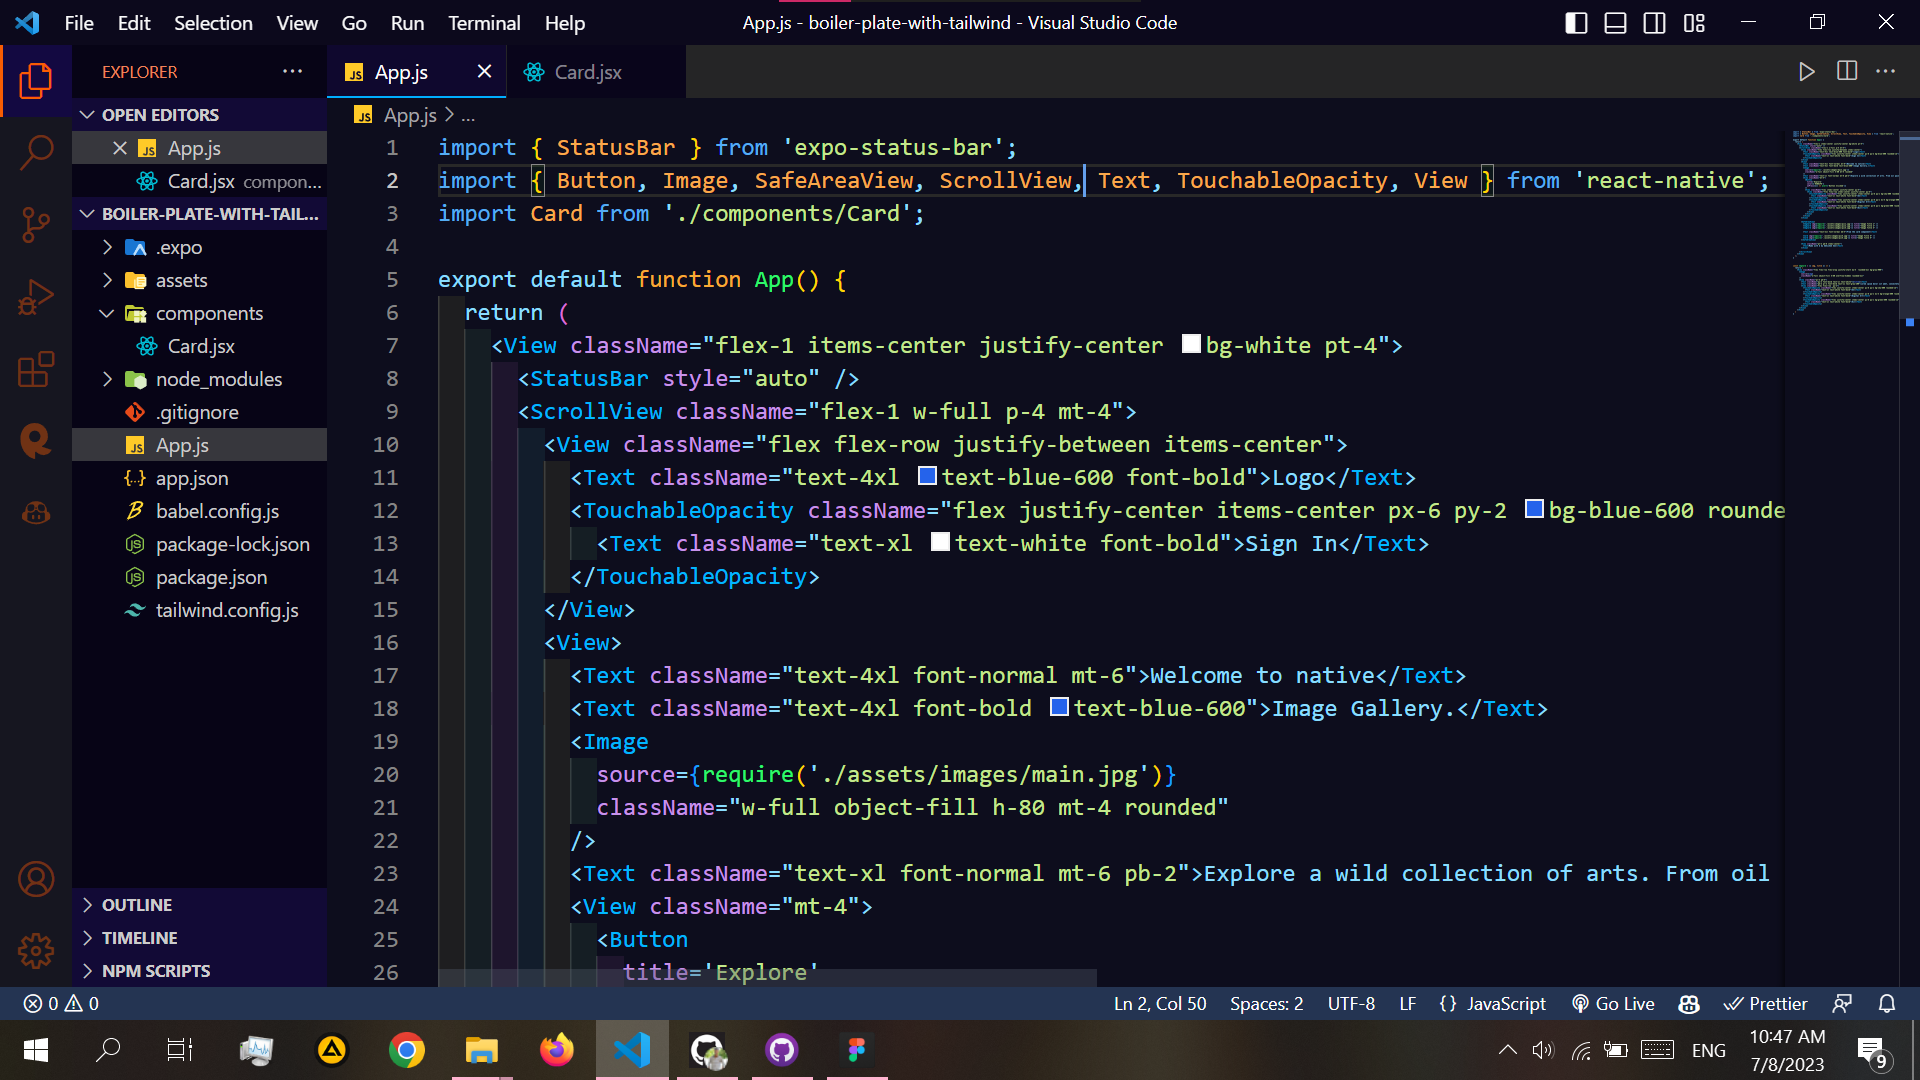 File Edit Selection View Go Run Terminal Help
App.js - boiler-plate-with-tailwind - Visual Studio Code
EXPLORER
OPEN EDITORS
App.js
Card.jsx compon...
BOILER-PLATE-WITH-TAIL...
.expo
assets
components
Card.jsx
node_modules
.gitignore
App.js
app.json
babel.config.js
package-lock.json
package.json
tailwind.config.js
OUTLINE
TIMELINE
NPM SCRIPTS
App.js Card.jsx
App.js > ...
1 import { StatusBar } from 'expo-status-bar';
2 import { Button, Image, SafeAreaView, ScrollView, Text, TouchableOpacity, View } from 'react-native';
3 import Card from './components/Card';
4
5 export default function App() {
6 return (
7 <View className="flex-1 items-center justify-center bg-white pt-4">
8 <StatusBar style="auto" />
9 <ScrollView className="flex-1 w-full p-4 mt-4">
10 <View className="flex flex-row justify-between items-center">
11 <Text className="text-4xl text-blue-600 font-bold">Logo</Text>
12 <TouchableOpacity className="flex justify-center items-center px-6 py-2 bg-blue-600 rounde
13 <Text className="text-xl text-white font-bold">Sign In</Text>
14 </TouchableOpacity>
15 </View>
16 <View>
17 <Text className="text-4xl font-normal mt-6">Welcome to native</Text>
18 <Text className="text-4xl font-bold text-blue-600">Image Gallery.</Text>
19 <Image
20 source={require('./assets/images/main.jpg')}
21 className="w-full object-fill h-80 mt-4 rounded"
22 />
23 <Text className="text-xl font-normal mt-6 pb-2">Explore a wild collection of arts. From oil
24 <View className="mt-4">
25 <Button
26 title='Explore'
0 0
Ln 2, Col 50 Spaces: 2 UTF-8 LF {} JavaScript Go Live Prettier
ENG
10:47 AM
7/8/2023
9